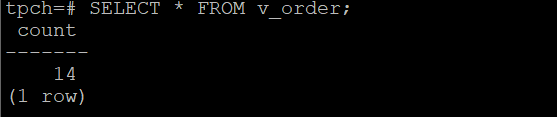 tpch=# SELECT * FROM v_order;
 count
-------
    14
(1 row)